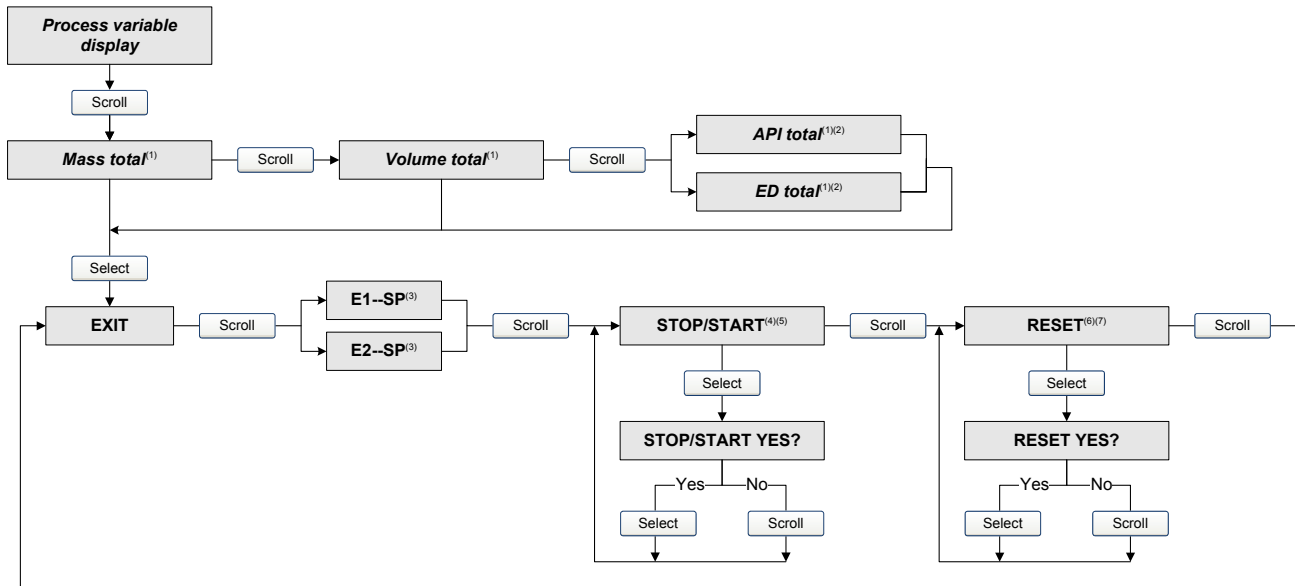 Process variable
display
Scroll
Mass total(1)
Scroll
Volume total(1)
Scroll
API total(1)(2)
ED total(1)(2)
Select
EXIT
Scroll
E1--SP(3)
E2--SP(3)
Scroll
STOP/START(4)(5)
Scroll
RESET(6)(7)
Scroll
Select
Select
STOP/START YES?
RESET YES?
Yes
No
Yes
No
Select
Scroll
Select
Scroll